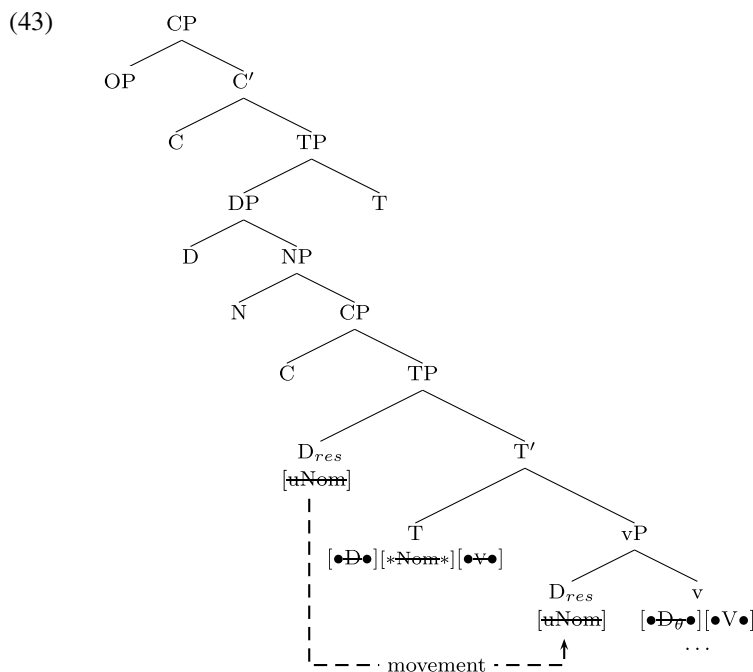 (43)
CP
OP C′
C TP
DP T
D NP
N CP
C TP
D_res T′
[uNom]
T vP
[●D●][∗Nom∗][●v●]
D_res v
[uNom] [●D_θ●][●V●]
...
movement